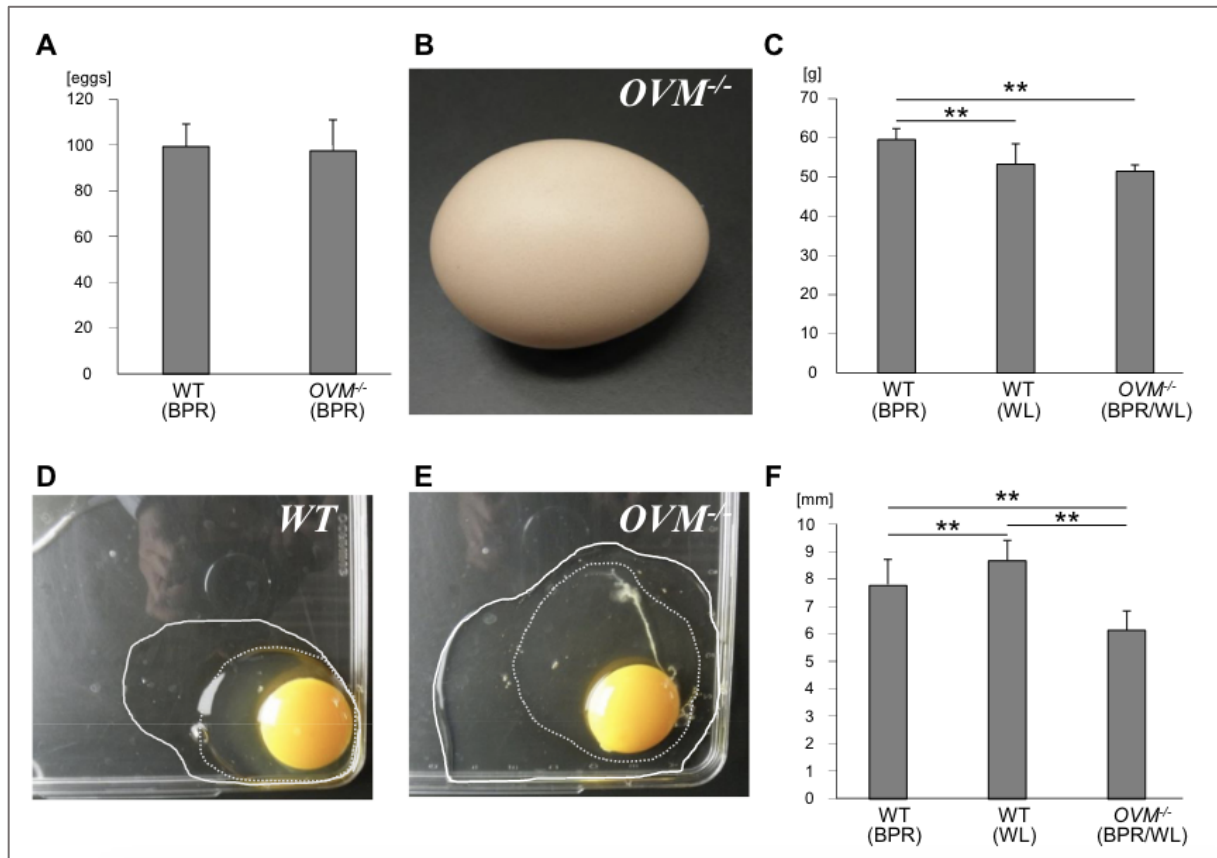 A
[eggs]
120
100
80
60
40
20
0
WT
(BPR)
OVM-/-
(BPR)
B
OVM-/-
C
[g]
70
60
50
40
30
20
10
0
**
**
WT
(BPR)
WT
(WL)
OVM-/-
(BPR/WL)
D
WT
E
OVM-/-
F
[mm]
10
9
8
7
6
5
4
3
2
1
0
**
**
**
WT
(BPR)
WT
(WL)
OVM-/-
(BPR/WL)